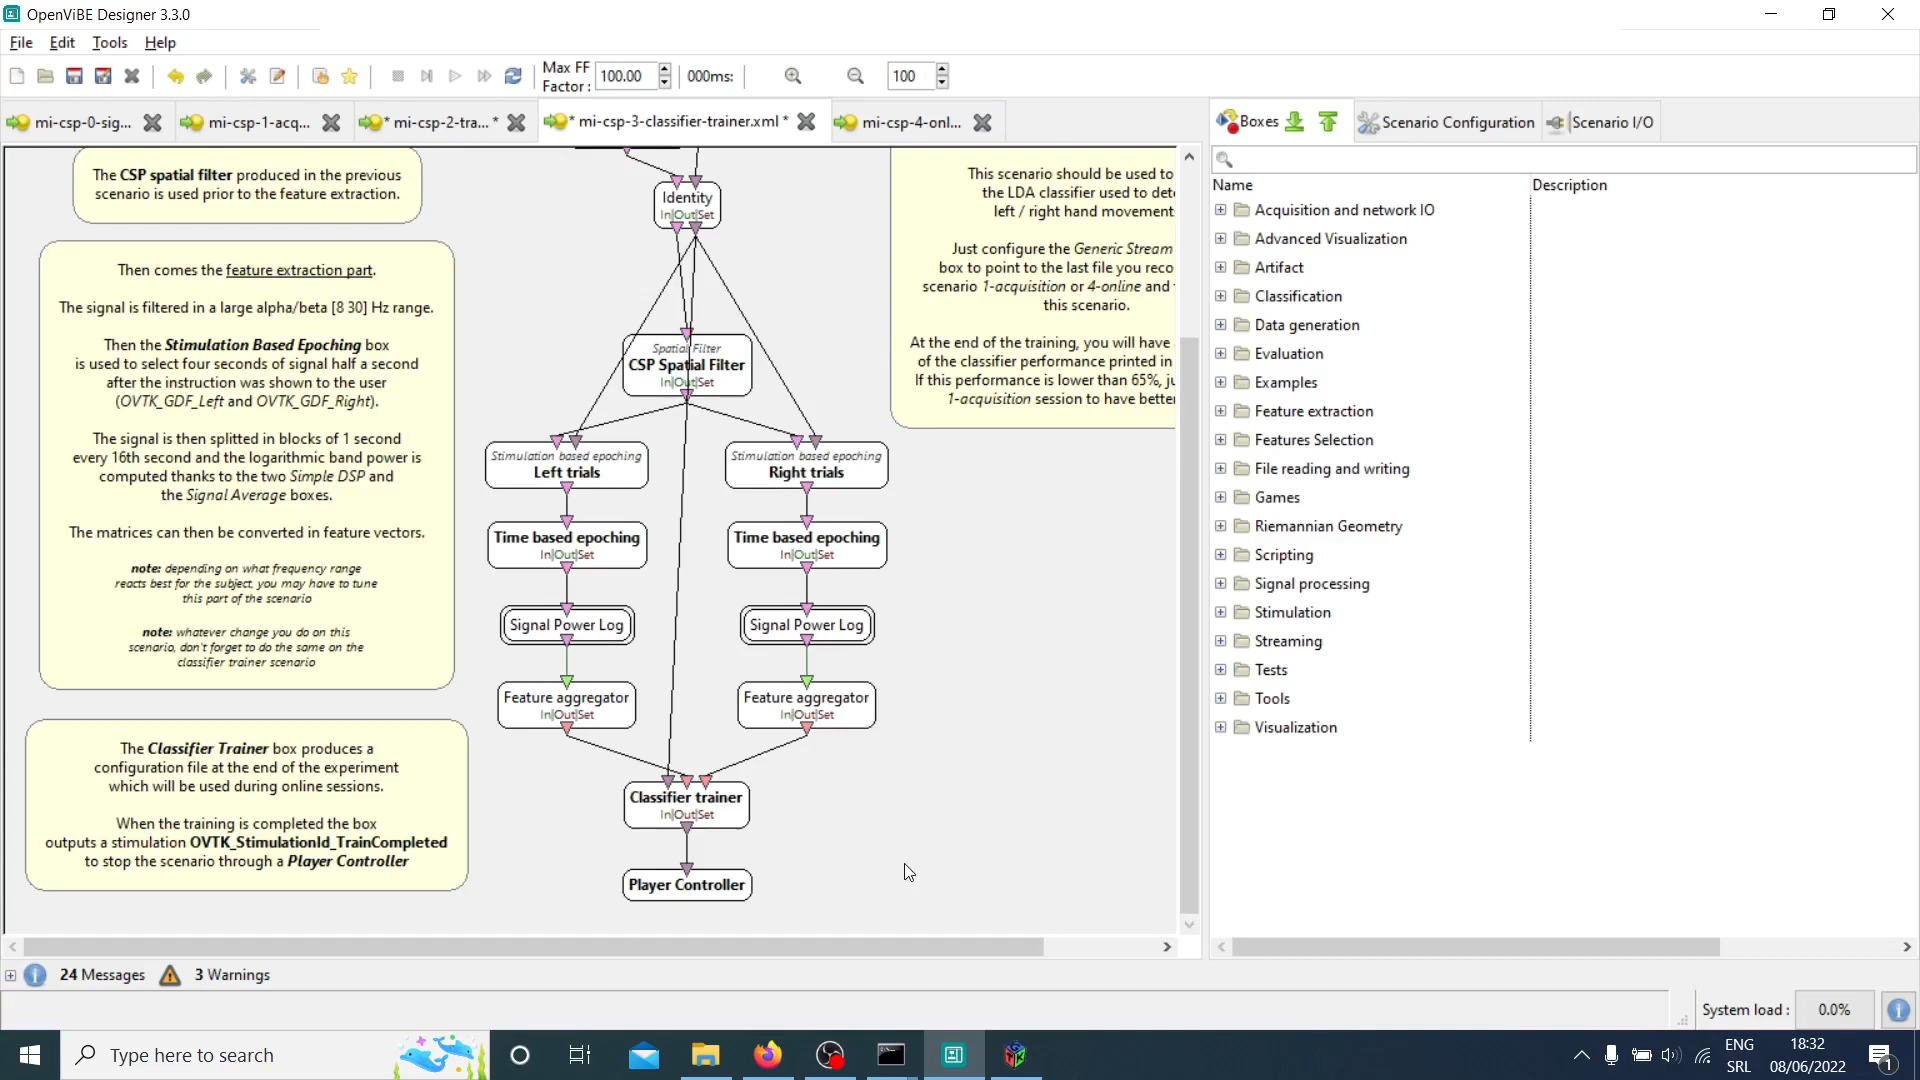 OpenViBE Designer 3.3.0
File Edit Tools Help
Max FF
Factor : 100.00 000ms: 100
mi-csp-0-sig... mi-csp-1-acq... * mi-csp-2-tra... * * mi-csp-3-classifier-trainer.xml * mi-csp-4-onl...
Boxes Scenario Configuration Scenario I/O
The CSP spatial filter produced in the previous
scenario is used prior to the feature extraction.
Then comes the feature extraction part.
The signal is filtered in a large alpha/beta [8 30] Hz range.
Then the Stimulation Based Epoching box
is used to select four seconds of signal half a second
after the instruction was shown to the user
(OVTK_GDF_Left and OVTK_GDF_Right).
The signal is then splitted in blocks of 1 second
every 16th second and the logarithmic band power is
computed thanks to the two Simple DSP and
the Signal Average boxes.
The matrices can then be converted in feature vectors.
note: depending on what frequency range
reacts best for the subject, you may have to tune
this part of the scenario
note: whatever change you do on this
scenario, don't forget to do the same on the
classifier trainer scenario
The Classifier Trainer box produces a
configuration file at the end of the experiment
which will be used during online sessions.
When the training is completed the box
outputs a stimulation OVTK_StimulationId_TrainCompleted
to stop the scenario through a Player Controller
Identity
In|Out|Set
Spatial Filter
CSP Spatial Filter
In|Out|Set
Stimulation based epoching
Left trials
Stimulation based epoching
Right trials
Time based epoching
In|Out|Set
Time based epoching
In|Out|Set
Signal Power Log
Signal Power Log
Feature aggregator
In|Out|Set
Feature aggregator
In|Out|Set
Classifier trainer
In|Out|Set
Player Controller
This scenario should be used to
the LDA classifier used to det
left / right hand movement
Just configure the Generic Stream
box to point to the last file you reco
scenario 1-acquisition or 4-online and
this scenario.
At the end of the training, you will have
of the classifier performance printed in
If this performance is lower than 65%, ju
1-acquisition session to have better
Name Description
Acquisition and network IO
Advanced Visualization
Artifact
Classification
Data generation
Evaluation
Examples
Feature extraction
Features Selection
File reading and writing
Games
Riemannian Geometry
Scripting
Signal processing
Stimulation
Streaming
Tests
Tools
Visualization
24 Messages 3 Warnings
System load : 0.0%
Type here to search
ENG
SRL
18:32
08/06/2022
1